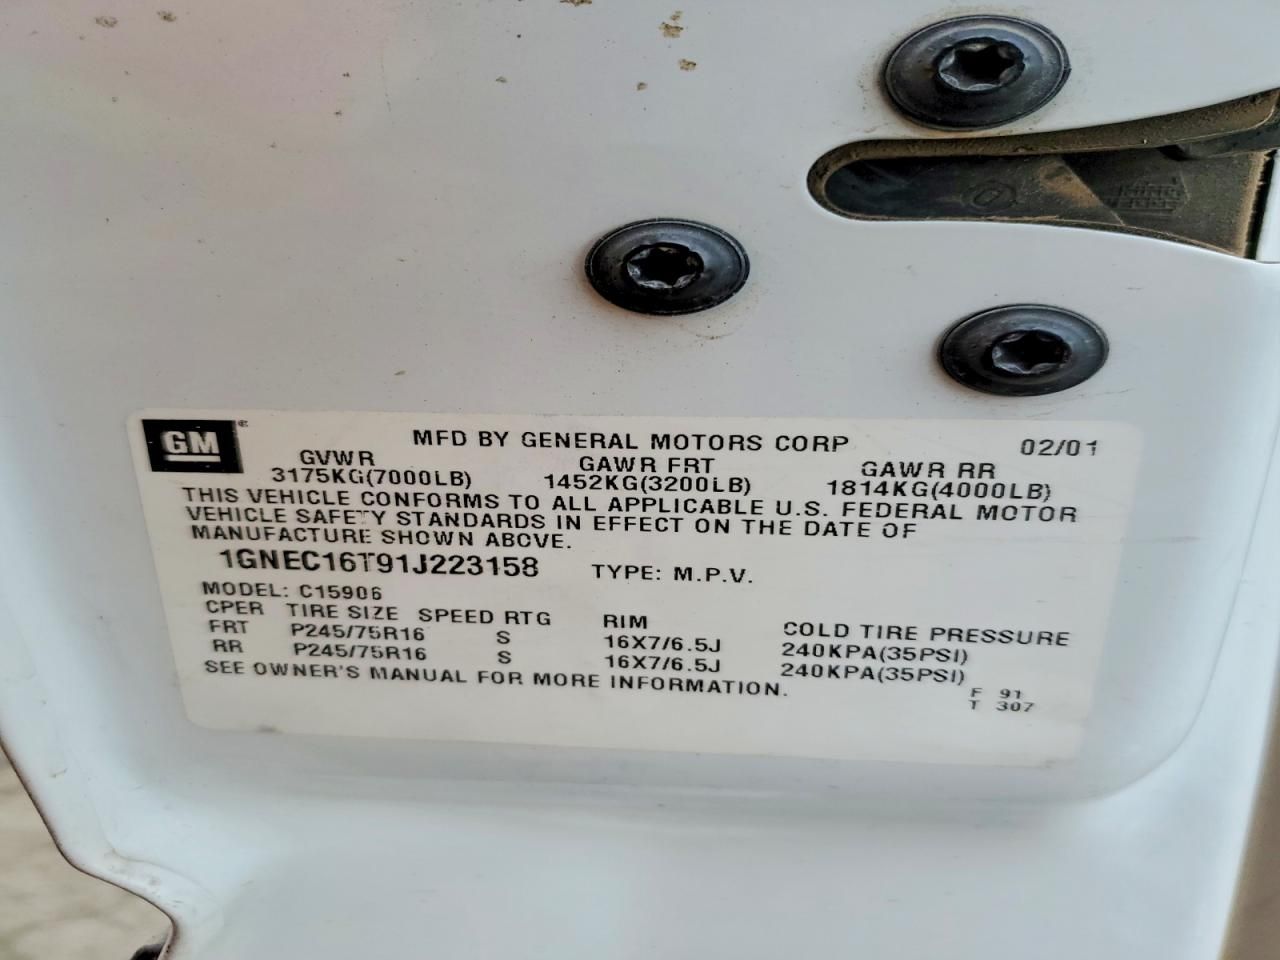 GM®
MFD BY GENERAL MOTORS CORP 02/01
GVWR GAWR FRT GAWR RR
3175KG(7000LB) 1452KG(3200LB) 1814KG(4000LB)
THIS VEHICLE CONFORMS TO ALL APPLICABLE U.S. FEDERAL MOTOR
VEHICLE SAFETY STANDARDS IN EFFECT ON THE DATE OF
MANUFACTURE SHOWN ABOVE.
1GNEC16T91J223158 TYPE: M.P.V.
MODEL: C15906
CPER TIRE SIZE SPEED RTG RIM COLD TIRE PRESSURE
FRT P245/75R16 S 16X7/6.5J 240KPA(35PSI)
RR P245/75R16 S 16X7/6.5J 240KPA(35PSI)
SEE OWNER'S MANUAL FOR MORE INFORMATION.
F 91
T 307